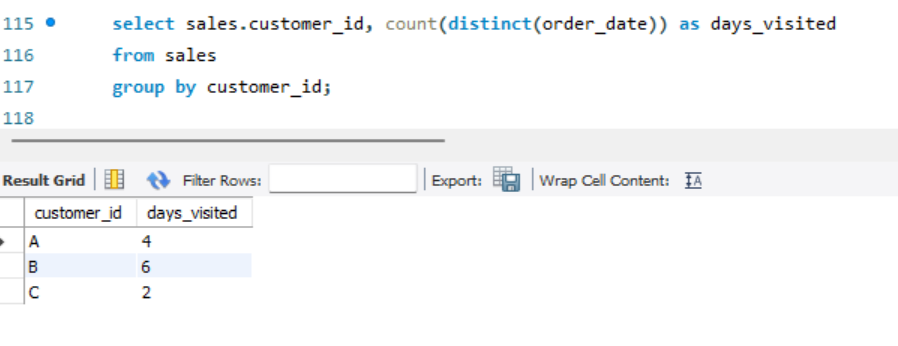 115 select sales.customer_id, count(distinct(order_date)) as days_visited
116 from sales
117 group by customer_id;
118
Result Grid Filter Rows: Export: Wrap Cell Content: IA
customer_id days_visited
A 4
B 6
C 2